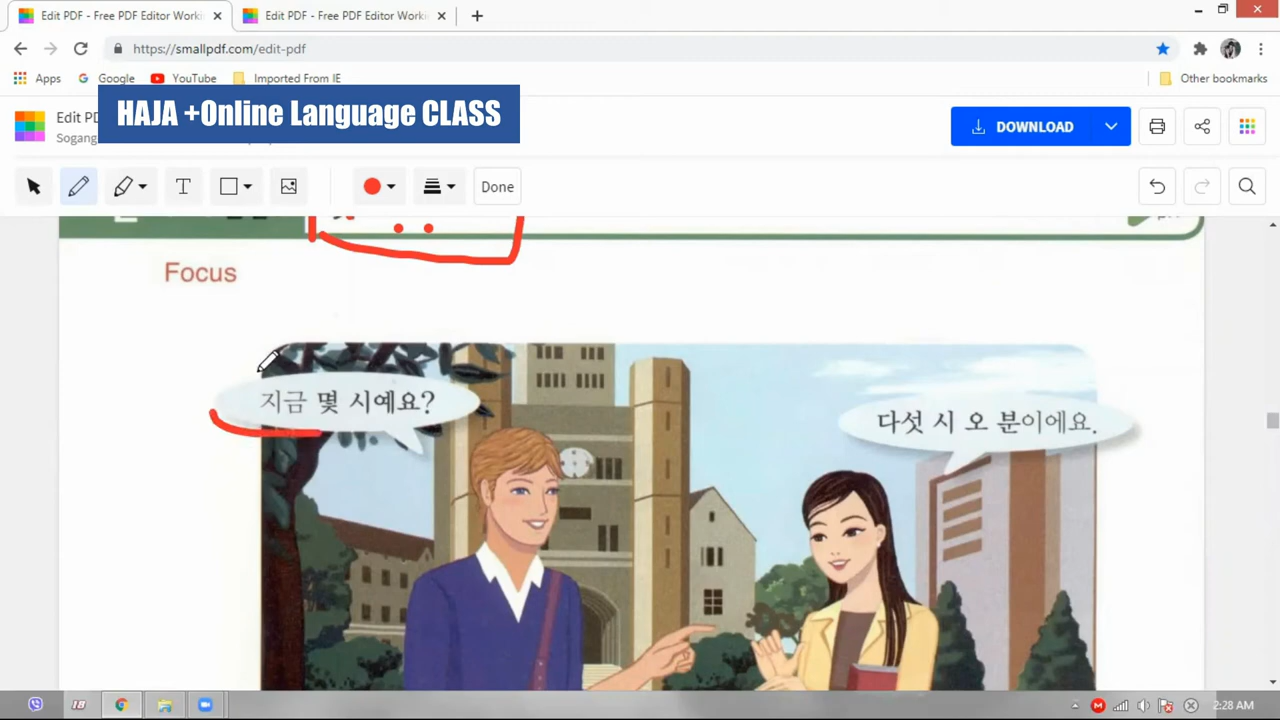 Edit PDF - Free PDF Editor Worki
Edit PDF - Free PDF Editor Worki
https://smallpdf.com/edit-pdf
Apps
Google
YouTube
Imported From IE
Other bookmarks
HAJA +Online Language CLASS
Edit PD
Sogang
DOWNLOAD
T
Done
Focus
지금 몇 시예요?
다섯 시 오 분이에요.
18
2:28 AM